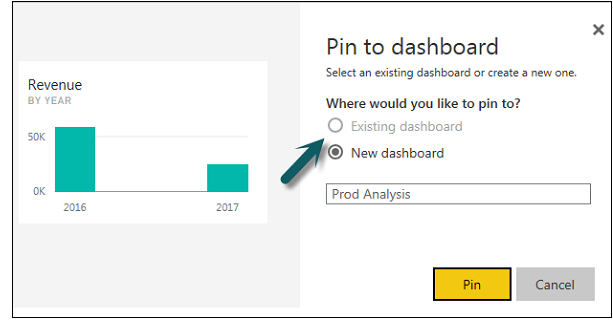 Revenue
BY YEAR
50K
0K
2016 2017
Pin to dashboard
Select an existing dashboard or create a new one.
Where would you like to pin to?
Existing dashboard
New dashboard
Prod Analysis
Pin Cancel